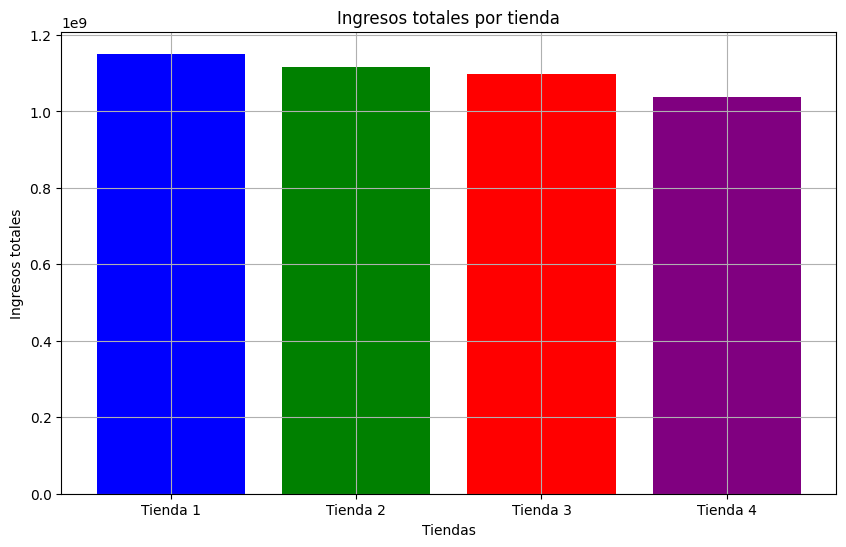 Ingresos totales por tienda
1e9
1.2
1.0
0.8
0.6
0.4
0.2
0.0
Ingresos totales
Tienda 1 Tienda 2 Tienda 3 Tienda 4
Tiendas